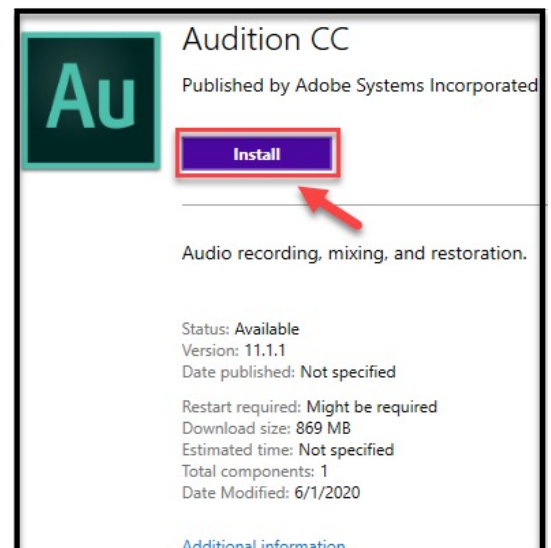 Au
Audition CC
Published by Adobe Systems Incorporated
Install
Audio recording, mixing, and restoration.
Status: Available
Version: 11.1.1
Date published: Not specified
Restart required: Might be required
Download size: 869 MB
Estimated time: Not specified
Total components: 1
Date Modified: 6/1/2020
Additional information